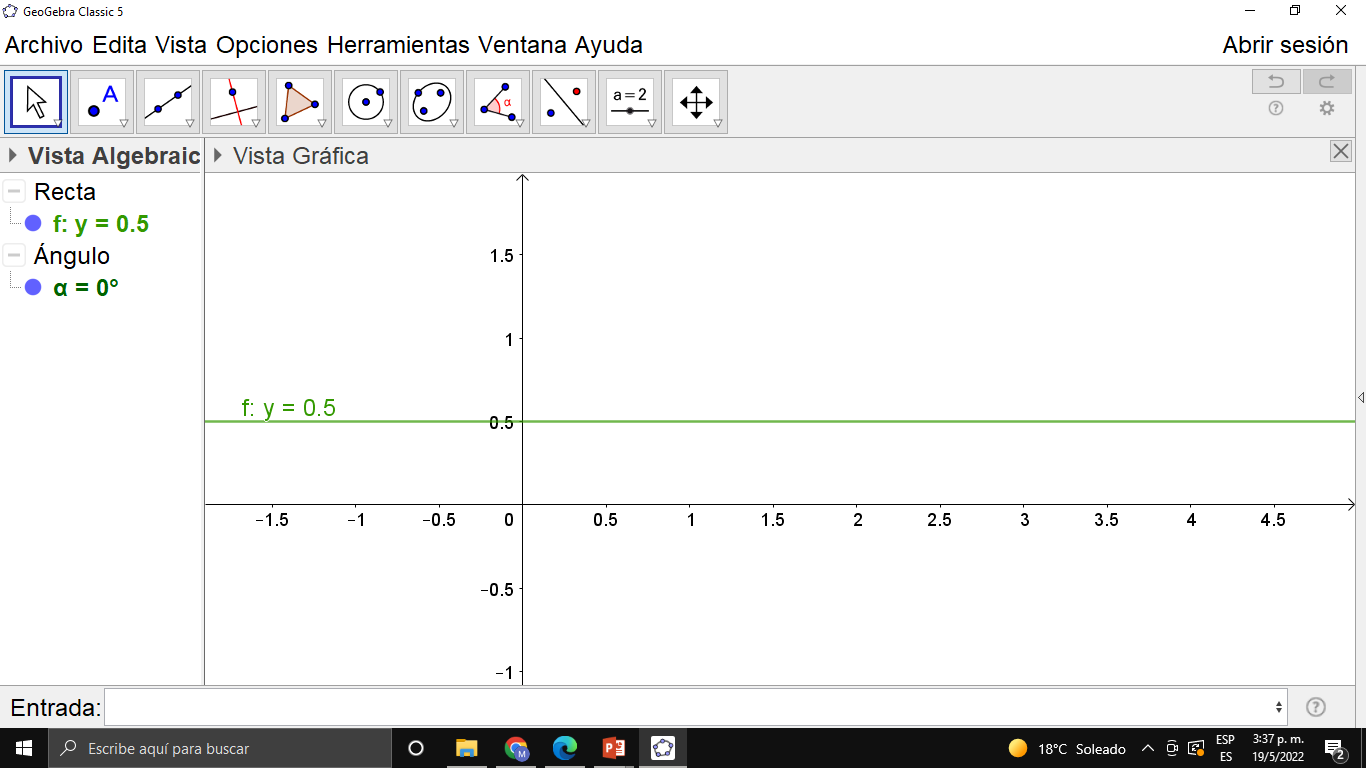 GeoGebra Classic 5
Archivo Edita Vista Opciones Herramientas Ventana Ayuda
Abrir sesión
A
α
a=2
Vista Algebraic
Vista Gráfica
Recta
f: y = 0.5
Ángulo
α = 0°
1.5
1
f: y = 0.5
0.5
−1.5 −1 −0.5 0 0.5 1 1.5 2 2.5 3 3.5 4 4.5
−0.5
−1
Entrada:
Escribe aquí para buscar
18°C Soleado
ESP
ES
3:37 p. m.
19/5/2022
2